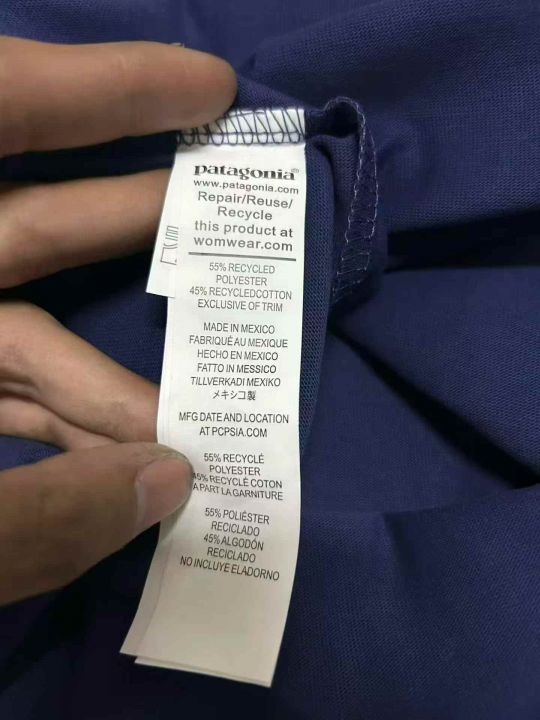 patagonia®
www.patagonia.com
Repair/Reuse/
Recycle
this product at
womwear.com
55% RECYCLED
POLYESTER
45% RECYCLEDCOTTON
EXCLUSIVE OF TRIM
MADE IN MEXICO
FABRIQUÉ AU MEXIQUE
HECHO EN MEXICO
FATTO IN MESSICO
TILLVERKADI MEXIKO
メキシコ製
MFG DATE AND LOCATION
AT PCPSIA.COM
55% RECYCLÉ
POLYESTER
45% RECYCLÉ COTON
A PART LA GARNITURE
55% POLIÉSTER
RECICLADO
45% ALGODÓN
RECICLADO
NO INCLUYE ELADORNO